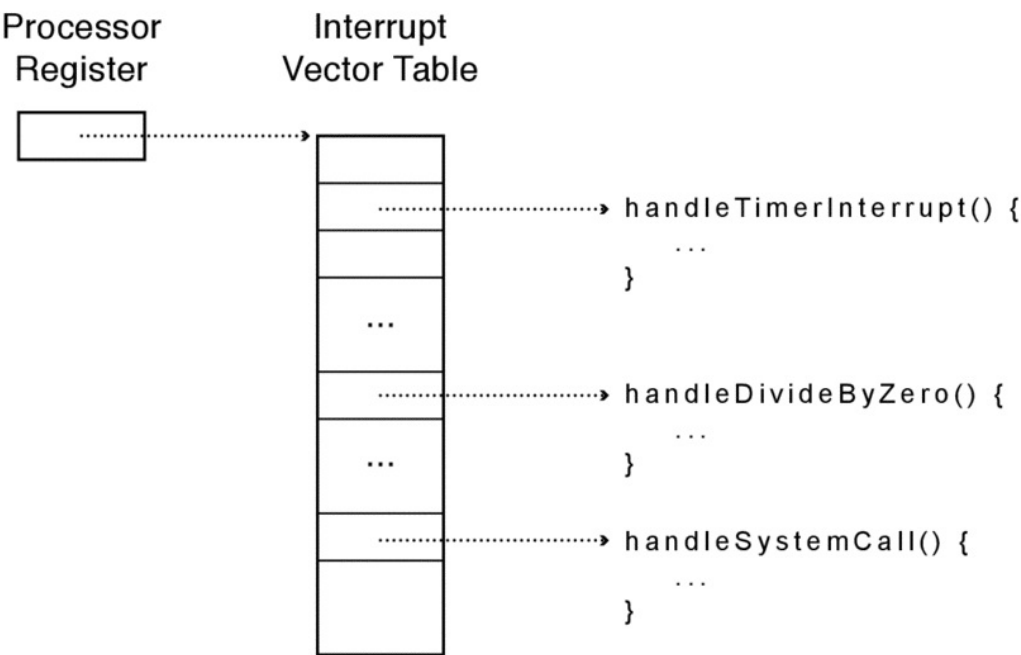 Processor
Register
Interrupt
Vector Table
handleTimerInterrupt() {
...
}
...
handleDivideByZero() {
...
}
...
handleSystemCall() {
...
}